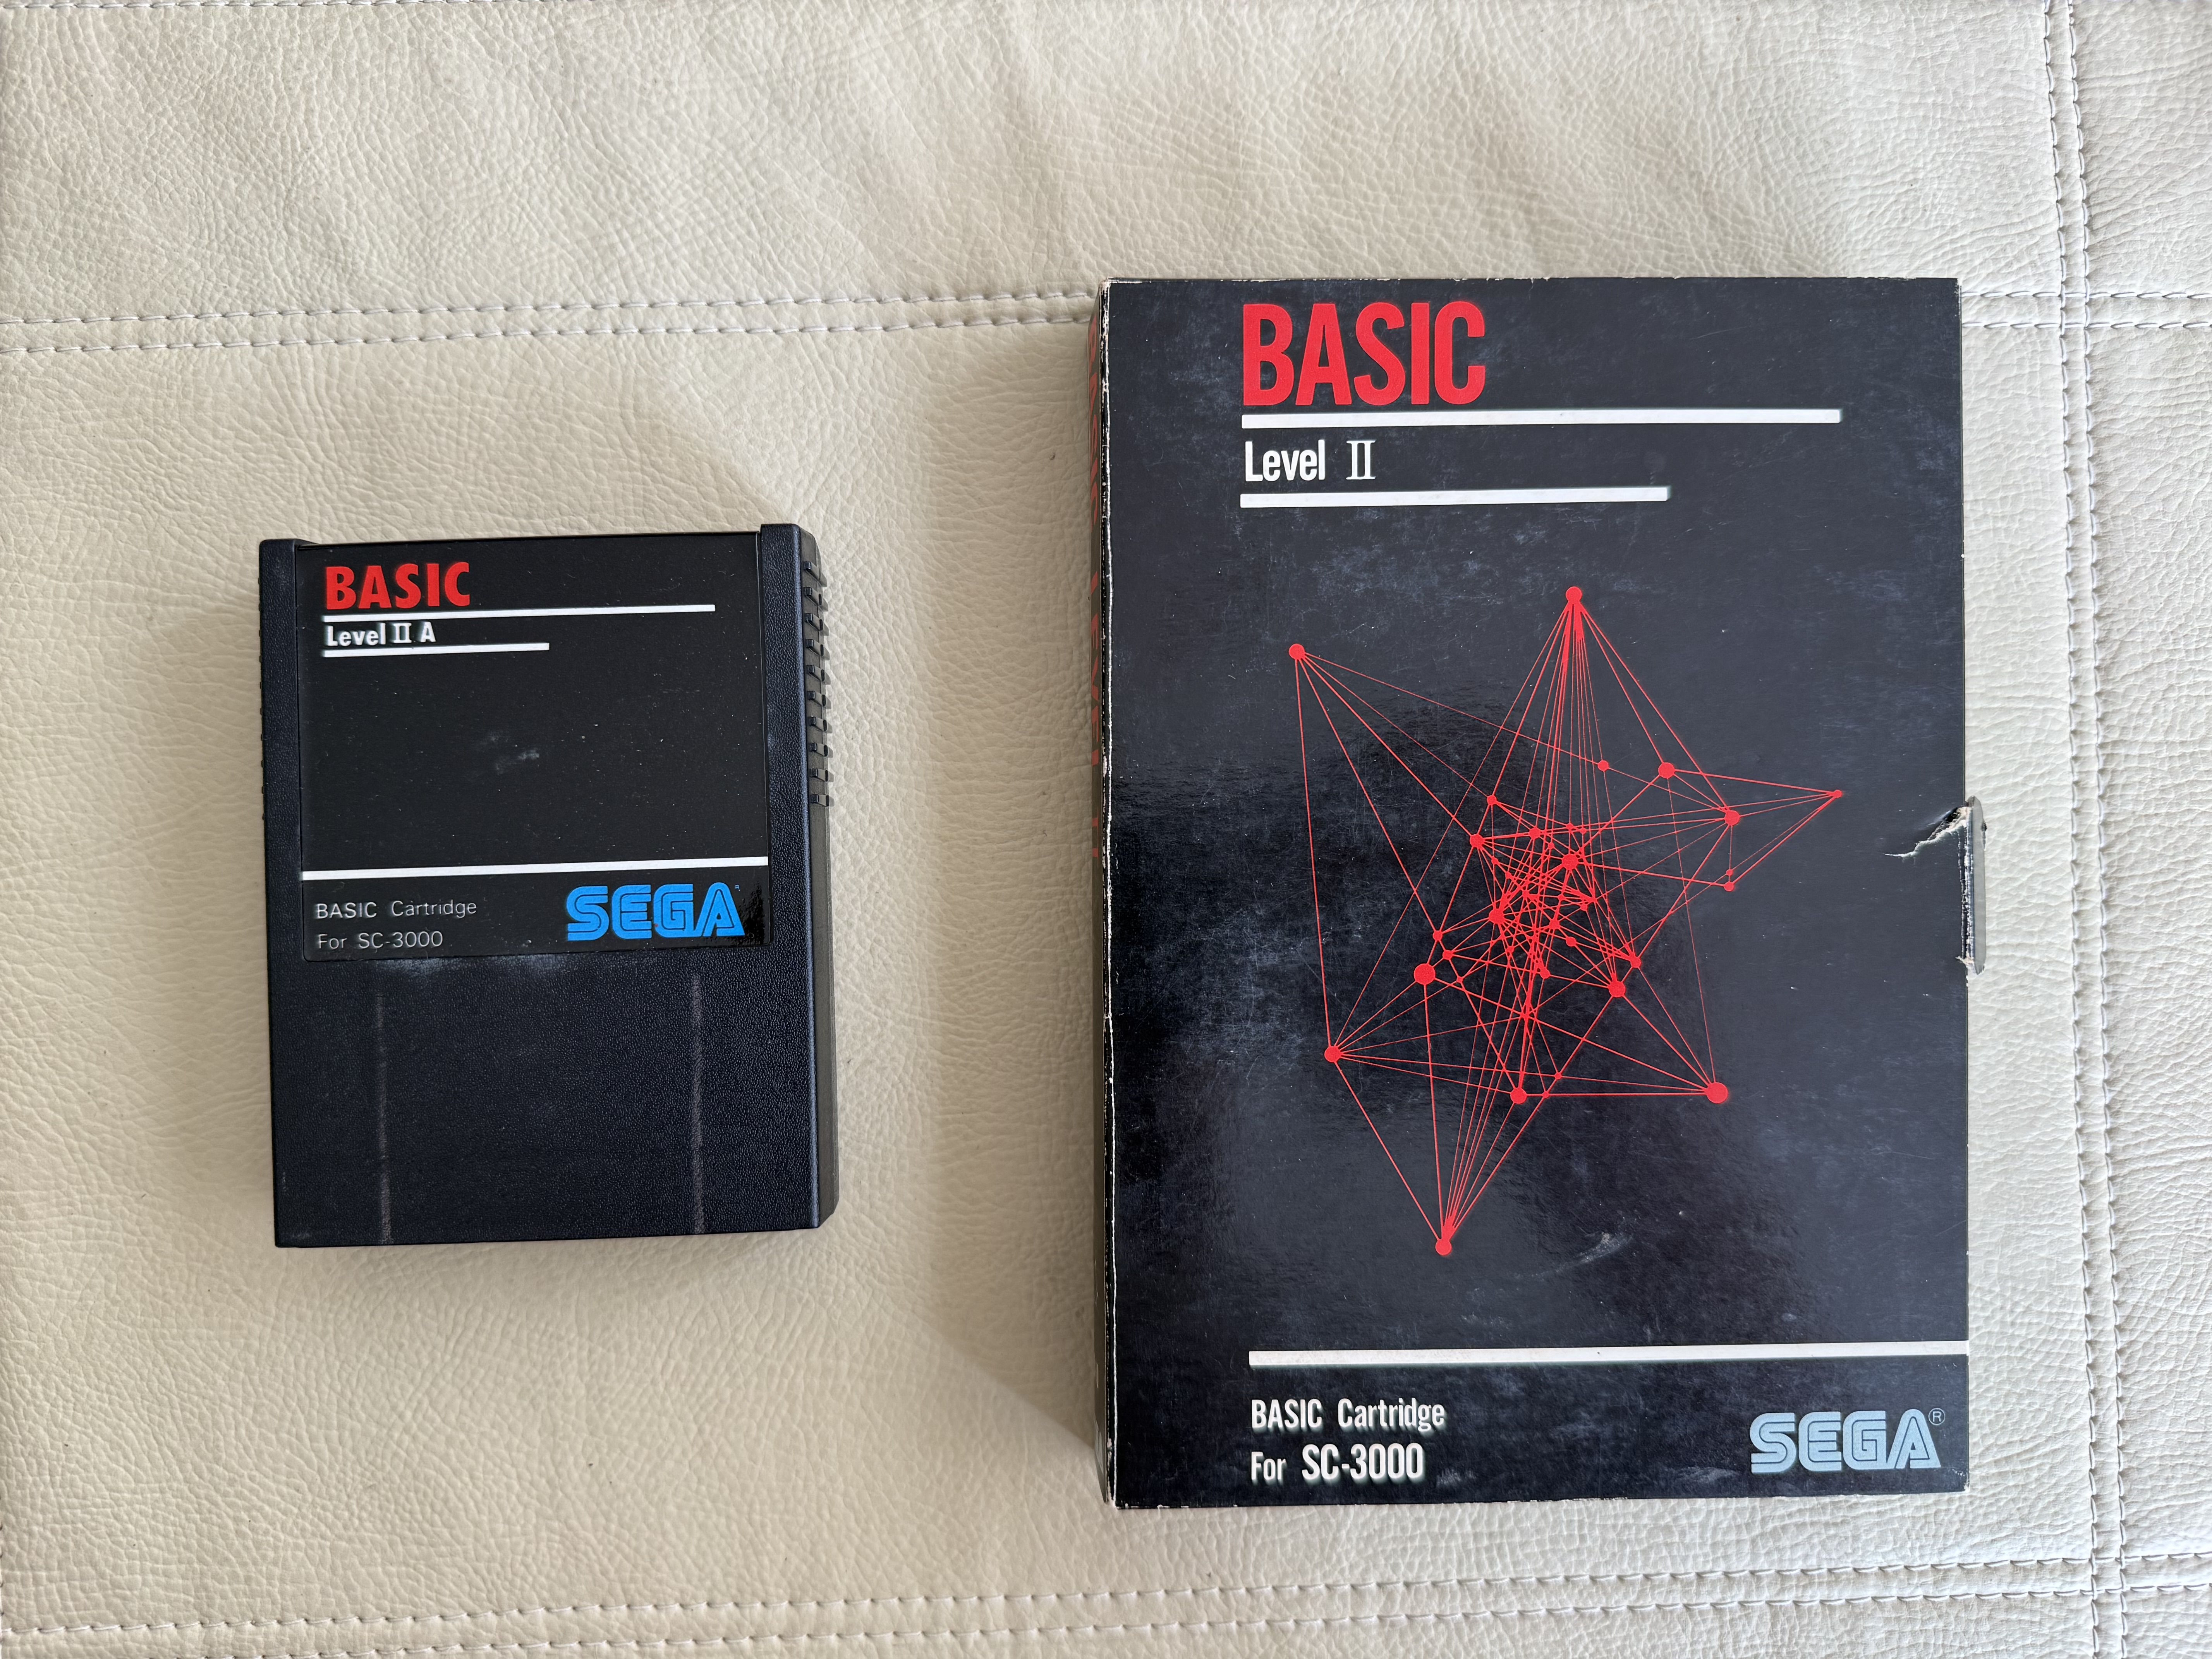 BASIC
Level II A
BASIC Cartridge
For SC-3000
SEGA
BASIC
Level II
BASIC Cartridge
For SC-3000
SEGA®